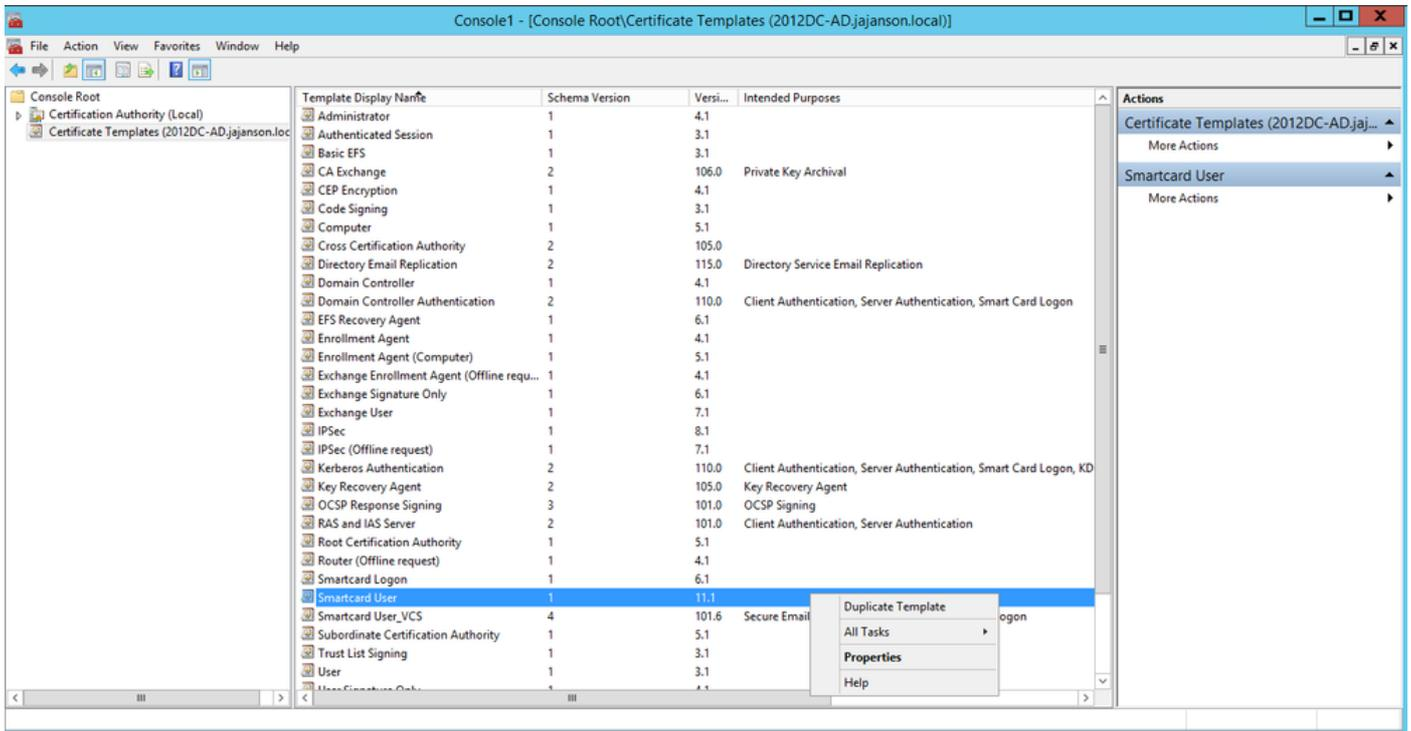 Console1 - [Console Root\Certificate Templates (2012DC-AD.jajanson.local)]
File Action View Favorites Window Help
Console Root
Certification Authority (Local)
Certificate Templates (2012DC-AD.jajanson.loc
Template Display Name Schema Version Versi... Intended Purposes
Administrator 1 4.1
Authenticated Session 1 3.1
Basic EFS 1 3.1
CA Exchange 2 106.0 Private Key Archival
CEP Encryption 1 4.1
Code Signing 1 3.1
Computer 1 5.1
Cross Certification Authority 2 105.0
Directory Email Replication 2 115.0 Directory Service Email Replication
Domain Controller 1 4.1
Domain Controller Authentication 2 110.0 Client Authentication, Server Authentication, Smart Card Logon
EFS Recovery Agent 1 6.1
Enrollment Agent 1 4.1
Enrollment Agent (Computer) 1 5.1
Exchange Enrollment Agent (Offline requ... 1 4.1
Exchange Signature Only 1 6.1
Exchange User 1 7.1
IPSec 1 8.1
IPSec (Offline request) 1 7.1
Kerberos Authentication 2 110.0 Client Authentication, Server Authentication, Smart Card Logon, KD
Key Recovery Agent 2 105.0 Key Recovery Agent
OCSP Response Signing 3 101.0 OCSP Signing
RAS and IAS Server 2 101.0 Client Authentication, Server Authentication
Root Certification Authority 1 5.1
Router (Offline request) 1 4.1
Smartcard Logon 1 6.1
Smartcard User 1 11.1
Smartcard User_VCS 4 101.6 Secure Email ogon
Subordinate Certification Authority 1 5.1
Trust List Signing 1 3.1
User 1 3.1
Duplicate Template
All Tasks
Properties
Help
Actions
Certificate Templates (2012DC-AD.jaj...
More Actions
Smartcard User
More Actions